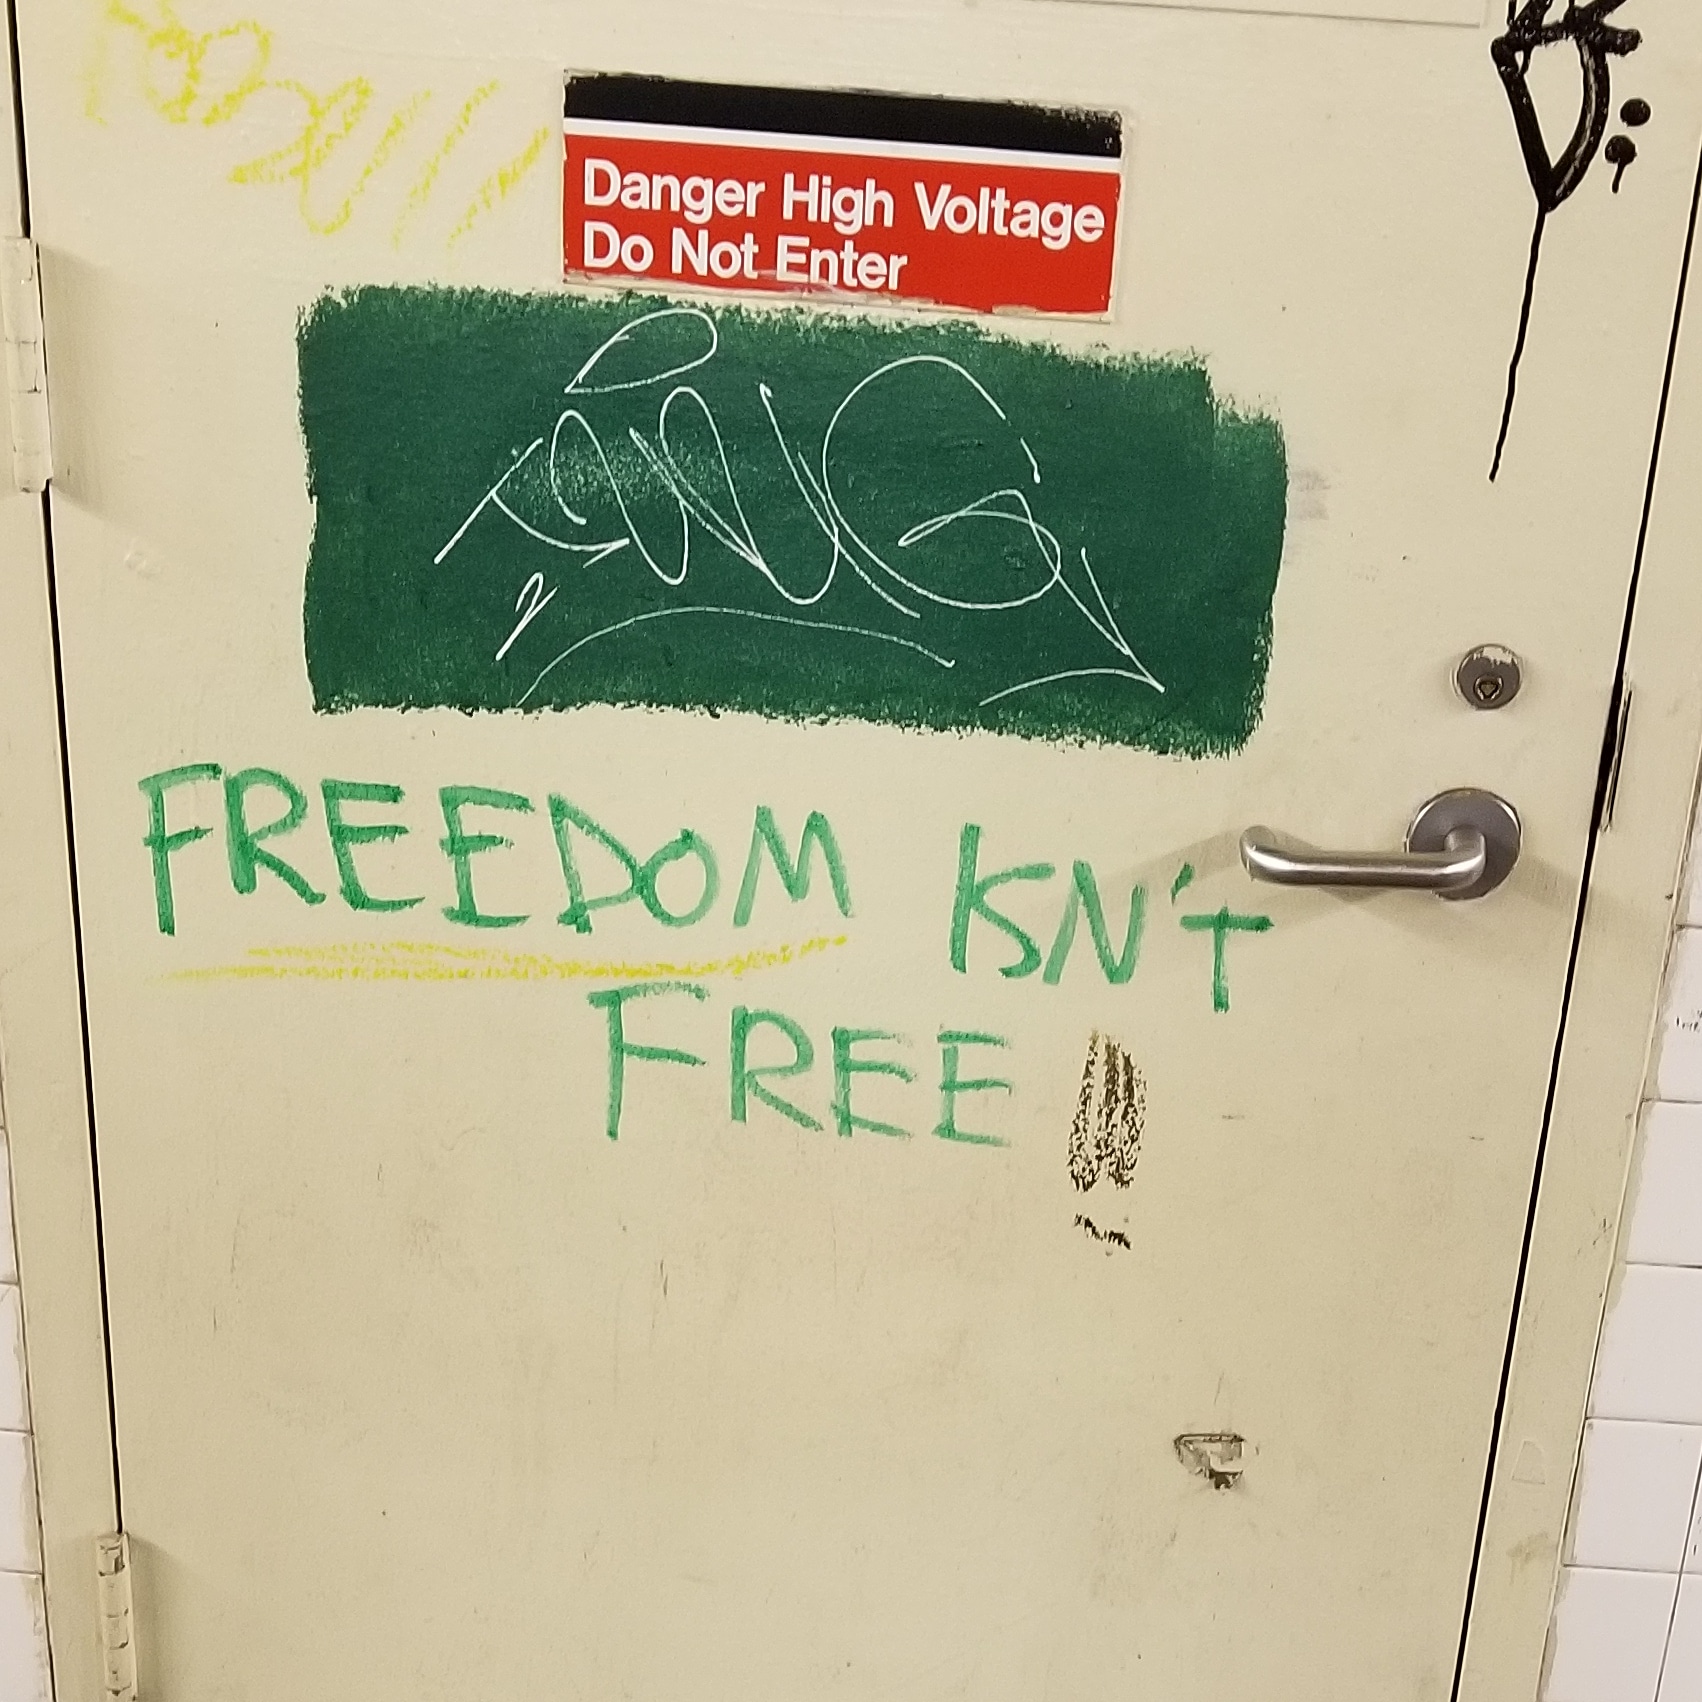 Danger High Voltage
Do Not Enter
FREEDOM ISN'T
FREE